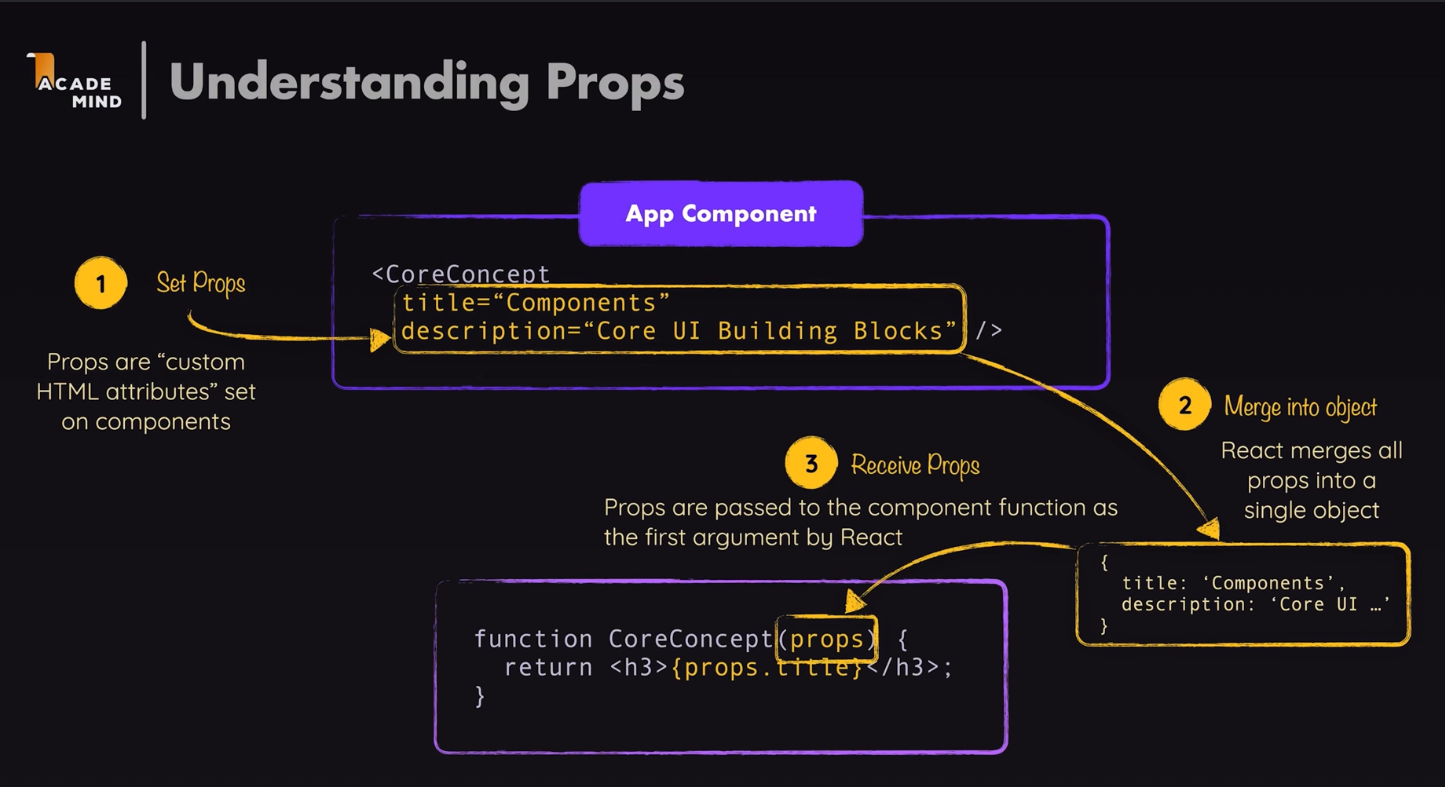 ACADE
MIND
Understanding Props
App Component
<CoreConcept
title=“Components”
description=“Core UI Building Blocks” />
1 Set Props
Props are “custom
HTML attributes” set
on components
2 Merge into object
React merges all
props into a
single object
{
title: ‘Components’,
description: ‘Core UI …’
}
3 Receive Props
Props are passed to the component function as
the first argument by React
function CoreConcept(props) {
return <h3>{props.title}</h3>;
}